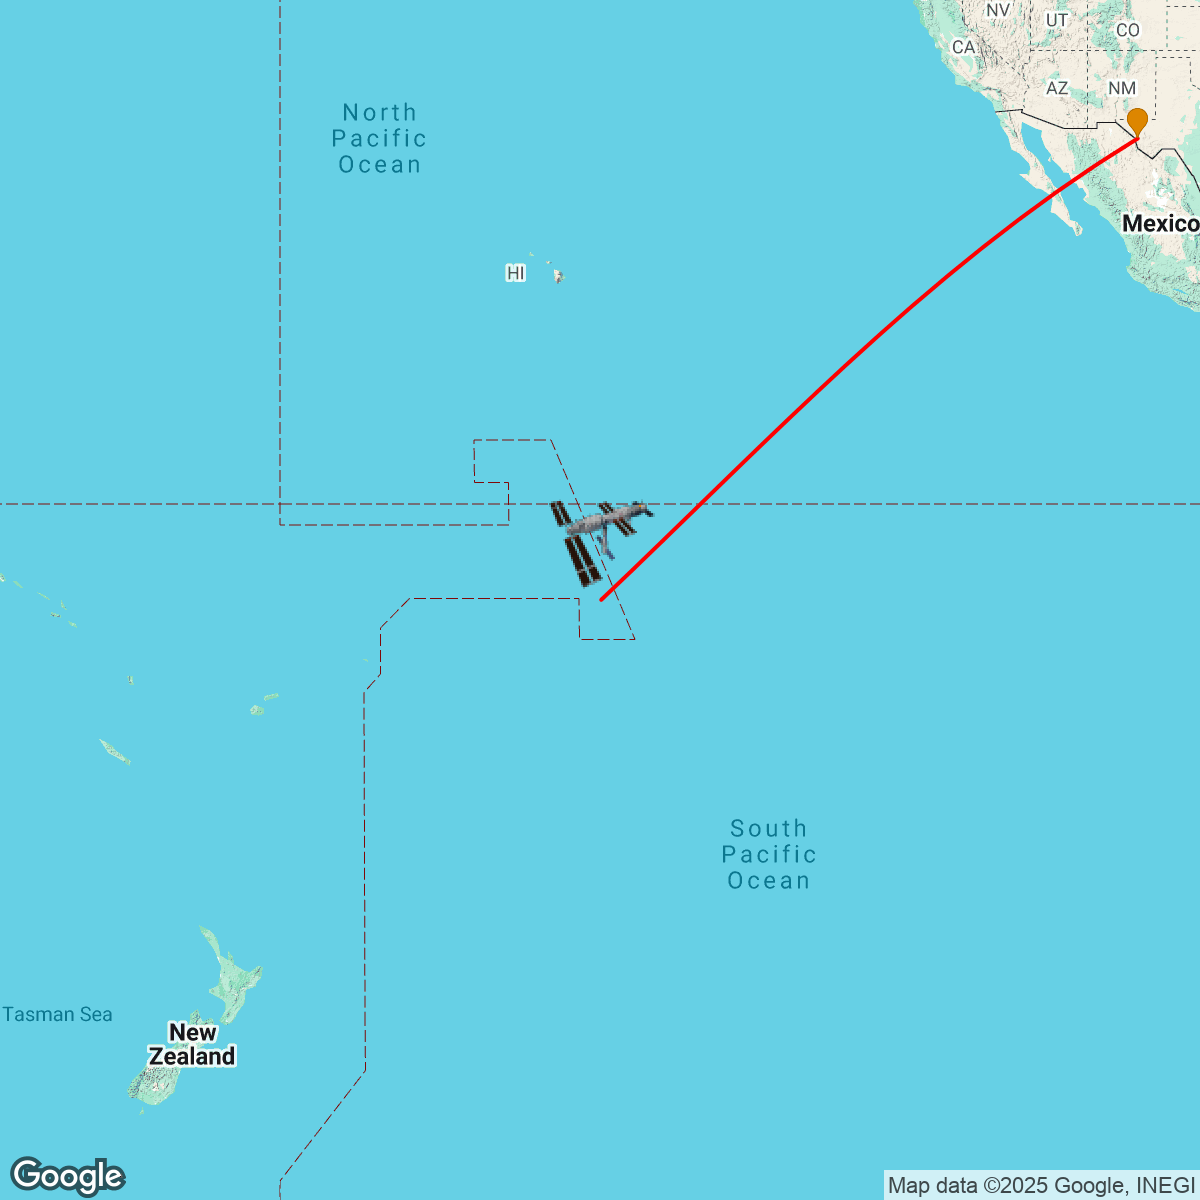 NV
UT
CO
CA
AZ
NM
North
Pacific
Ocean
Mexico
HI
South
Pacific
Ocean
Tasman Sea
New
Zealand
Google
Map data ©2025 Google, INEGI